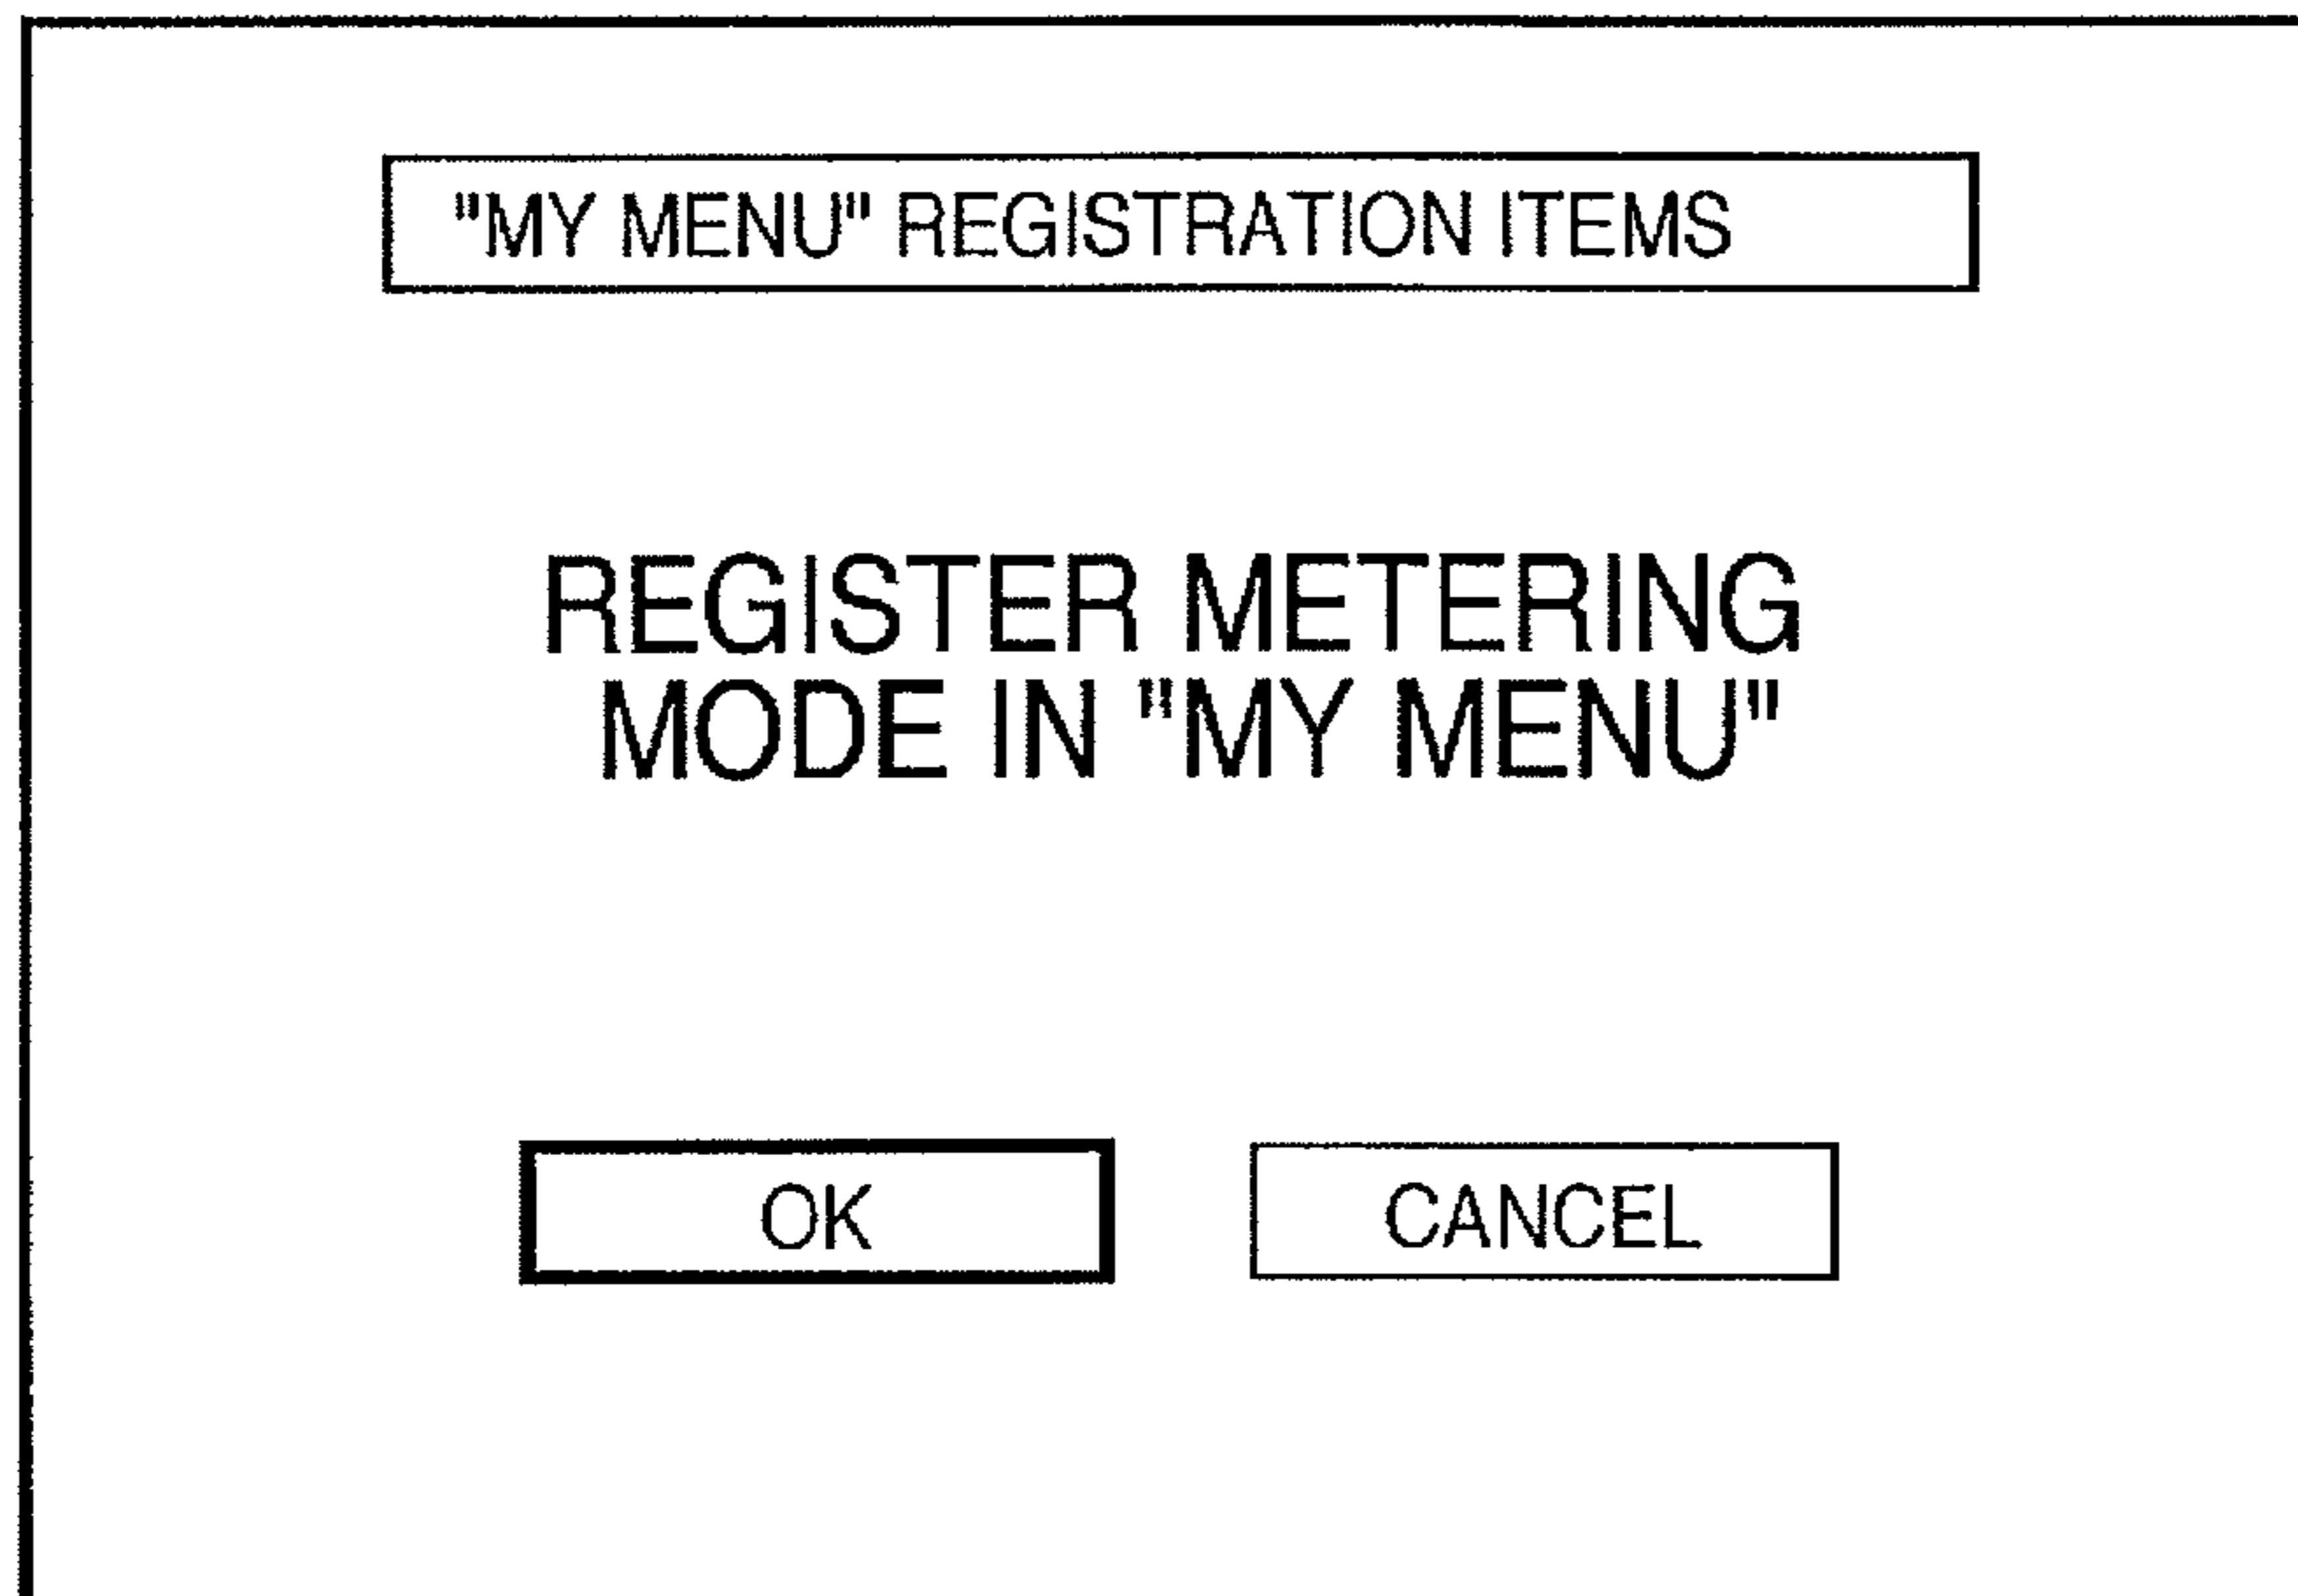 "MY MENU" REGISTRATION ITEMS
REGISTER METERING
MODE IN "MY MENU"
OK
CANCEL